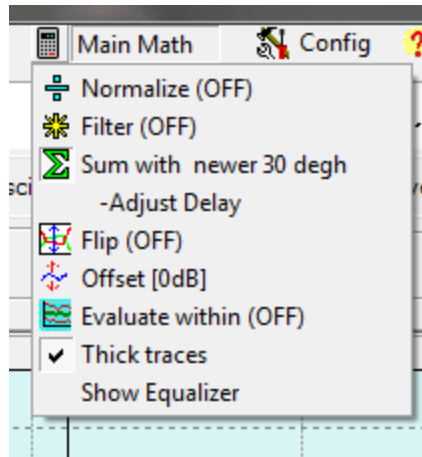 Main Math Config ?
Normalize (OFF)
Filter (OFF)
Sum with  newer 30 degh
-Adjust Delay
Flip (OFF)
Offset [0dB]
Evaluate within (OFF)
Thick traces
Show Equalizer